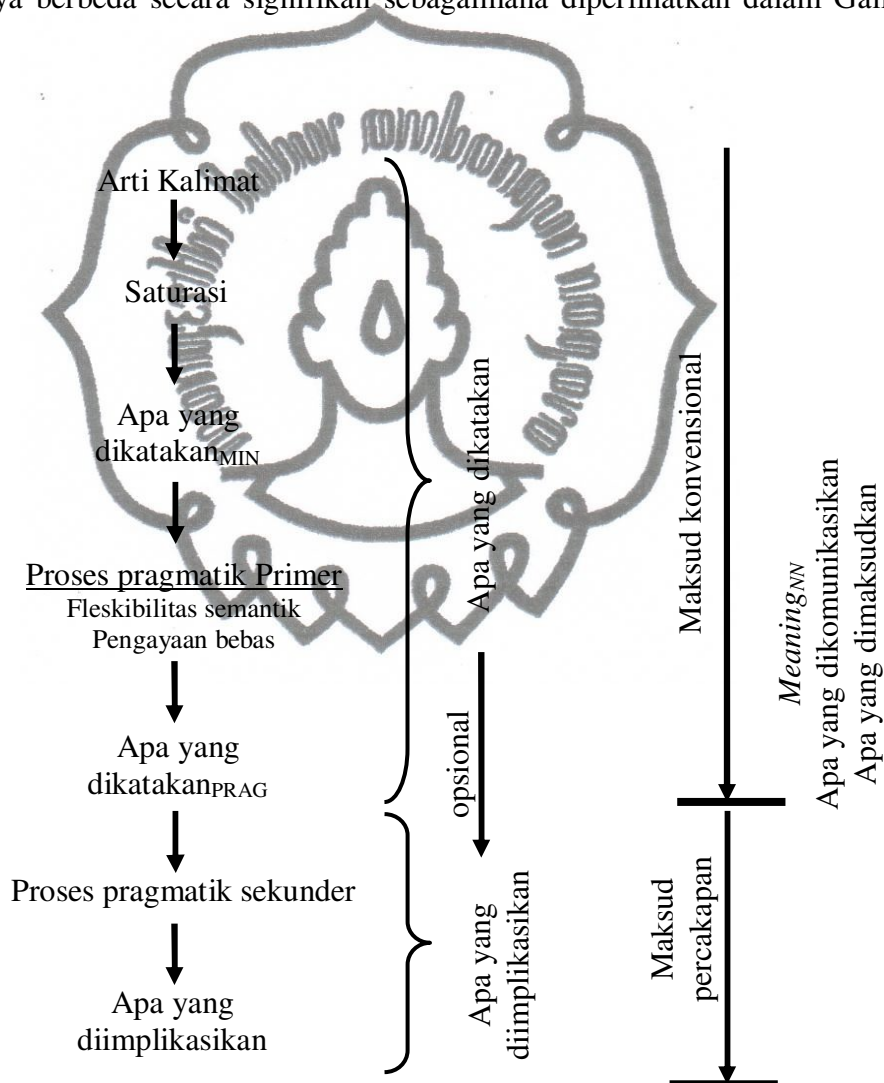 ya berbeda secara signifikan sebagaimana diperlihatkan dalam Gam
Arti Kalimat
Saturasi
Apa yang
dikatakanMIN
Proses pragmatik Primer
Fleskibilitas semantik
Pengayaan bebas
Apa yang
dikatakanPRAG
Proses pragmatik sekunder
Apa yang
diimplikasikan
Apa yang dikatakan
opsional
Apa yang
diimplikasikan
Maksud konvensional
Maksud
percakapan
MeaningNN
Apa yang dikomunikasikan
Apa yang dimaksudkan